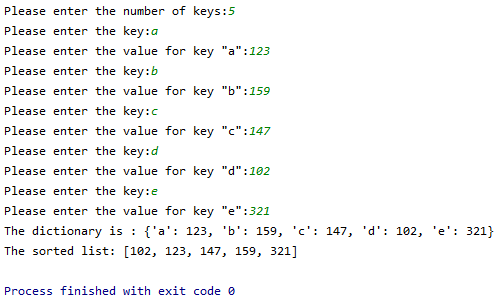 Please enter the number of keys:5
Please enter the key:a
Please enter the value for key "a":123
Please enter the key:b
Please enter the value for key "b":159
Please enter the key:c
Please enter the value for key "c":147
Please enter the key:d
Please enter the value for key "d":102
Please enter the key:e
Please enter the value for key "e":321
The dictionary is : {'a': 123, 'b': 159, 'c': 147, 'd': 102, 'e': 321}
The sorted list: [102, 123, 147, 159, 321]
Process finished with exit code 0